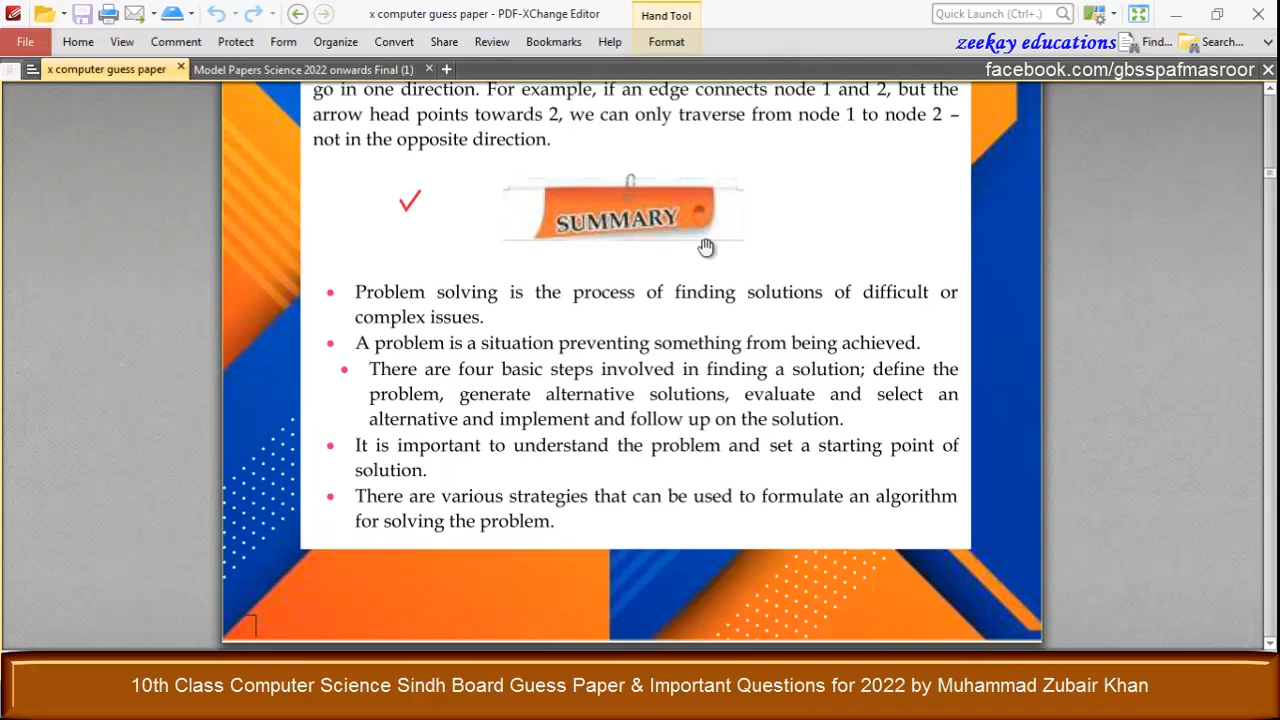 x computer guess paper - PDF-XChange Editor
Hand Tool
Quick Launch (Ctrl+.)
File Home View Comment Protect Form Organize Convert Share Review Bookmarks Help Format
zeekay educations
Find... Search...
x computer guess paper × Model Papers Science 2022 onwards Final (1) × +
facebook.com/gbsspafmasroor
go in one direction. For example, if an edge connects node 1 and 2, but the
arrow head points towards 2, we can only traverse from node 1 to node 2 –
not in the opposite direction.
SUMMARY
• Problem solving is the process of finding solutions of difficult or
complex issues.
• A problem is a situation preventing something from being achieved.
• There are four basic steps involved in finding a solution; define the
problem, generate alternative solutions, evaluate and select an
alternative and implement and follow up on the solution.
• It is important to understand the problem and set a starting point of
solution.
• There are various strategies that can be used to formulate an algorithm
for solving the problem.
10th Class Computer Science Sindh Board Guess Paper & Important Questions for 2022 by Muhammad Zubair Khan